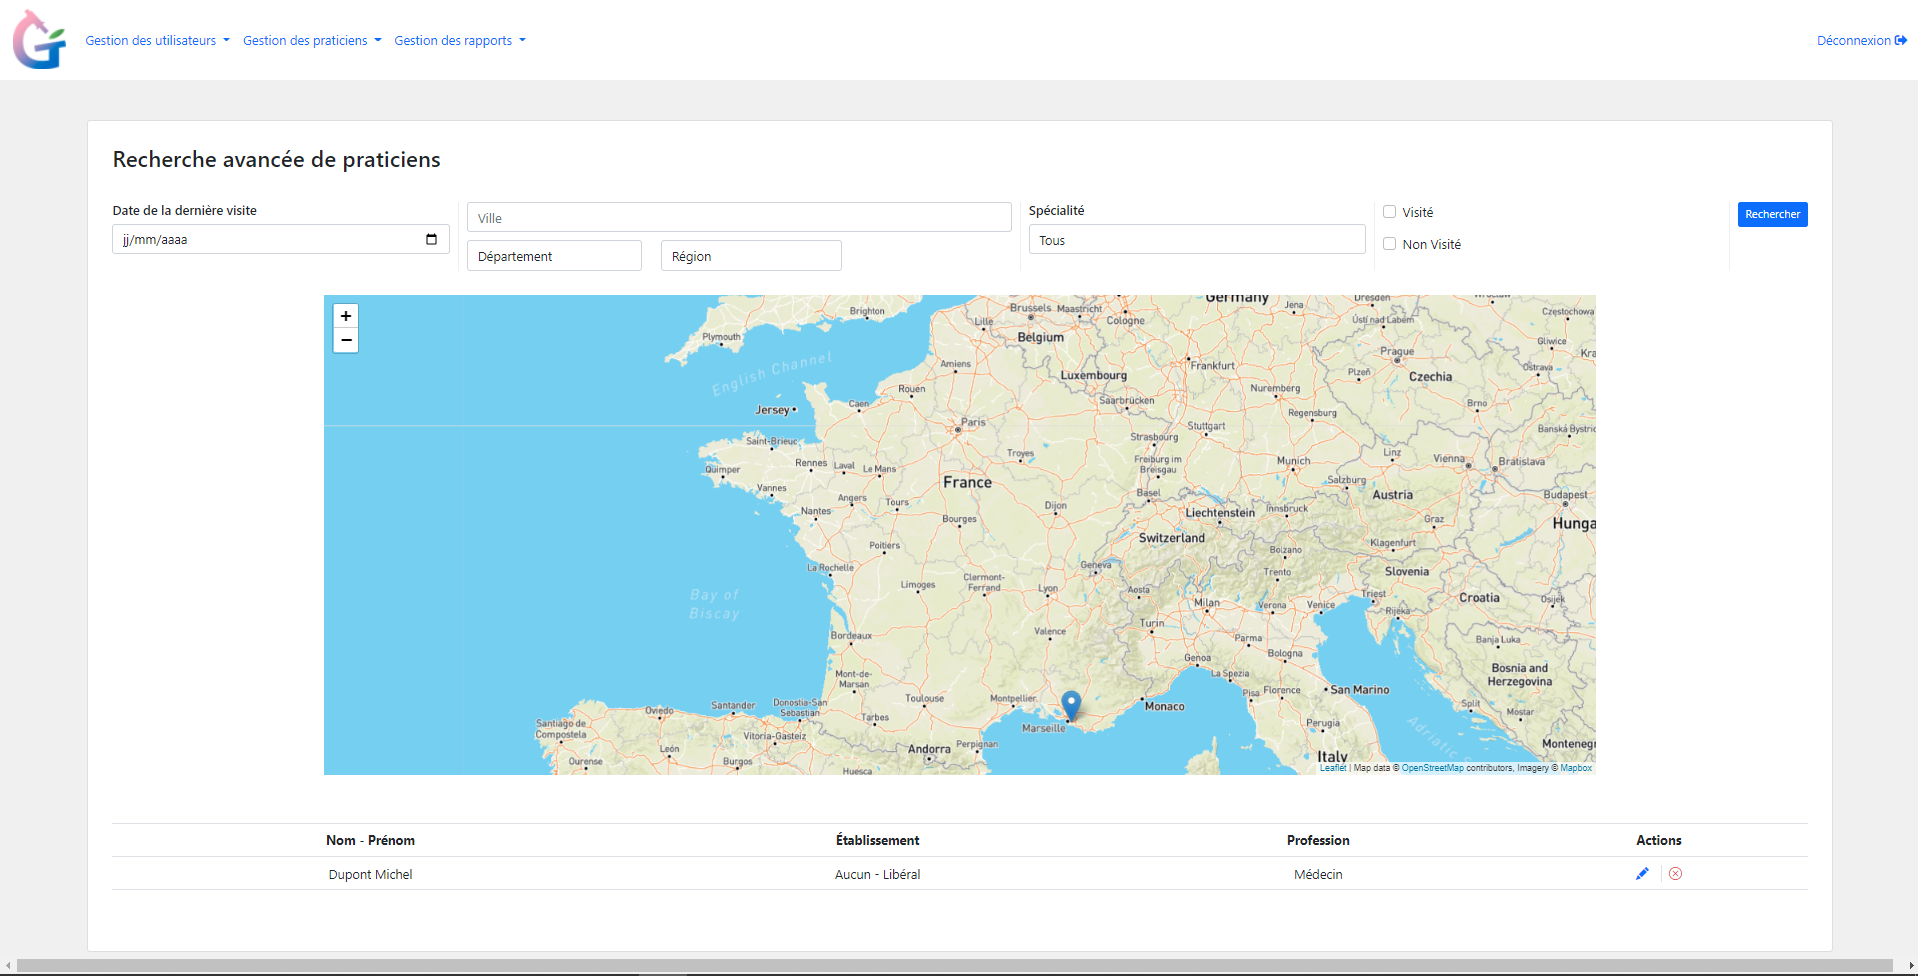 Gestion des utilisateurs Gestion des praticiens Gestion des rapports Déconnexion
Recherche avancée de praticiens
Date de la dernière visite
jj/mm/aaaa
Ville
Département Région
Spécialité
Tous
Visité
Non Visité
Rechercher
+
−
Germany
Jena
Dresden
Brighton
Lille
Brussels
Maastricht
Cologne
Ústí nad Labem
Częstochowa
Plymouth
Belgium
Gliwice
English Channel
Amiens
Frankfurt
Prague
Kra
Luxembourg
Plzeň
Czechia
Ostrava
Rouen
Nuremberg
Jersey
Caen
Saarbrücken
Brno
Regensburg
Paris
Stuttgart
Banská Bystric
Saint-Brieuc
Strasbourg
Troyes
Linz
Quimper
Rennes
Laval
Le Mans
Freiburg im
Breisgau
Munich
Vienna
Bratislava
France
Salzburg
Vannes
Angers
Tours
Basel
Austria
Budapest
Nantes
Bourges
Dijon
Liechtenstein
Innsbruck
Graz
Hunga
Switzerland
Poitiers
Klagenfurt
Bolzano
La Rochelle
Geneva
Trento
Slovenia
Limoges
Clermont-
Ferrand
Lyon
Aosta
Bay of
Biscay
Milan
Verona
Venice
Triest
Croatia
Osijek
Rijeka
Bordeaux
Valence
Turin
Parma
Banja Luka
Genoa
Bologna
Mont-de-
Marsan
La Spezia
Bosnia and
Herzegovina
Toulouse
Montpellier
Pisa
Florence
San Marino
Santander
Donostia-San
Sebastian
Monaco
Split
Oviedo
Tarbes
Marseille
Perugia
Mostar
Santiago de
Compostela
Vitoria-Gasteiz
Adriatic
León
Andorra
Perpignan
Montenegr
Ourense
Burgos
Huesca
Italy
Leaflet | Map data © OpenStreetMap contributors, Imagery © Mapbox
Nom - Prénom Établissement Profession Actions
Dupont Michel Aucun - Libéral Médecin